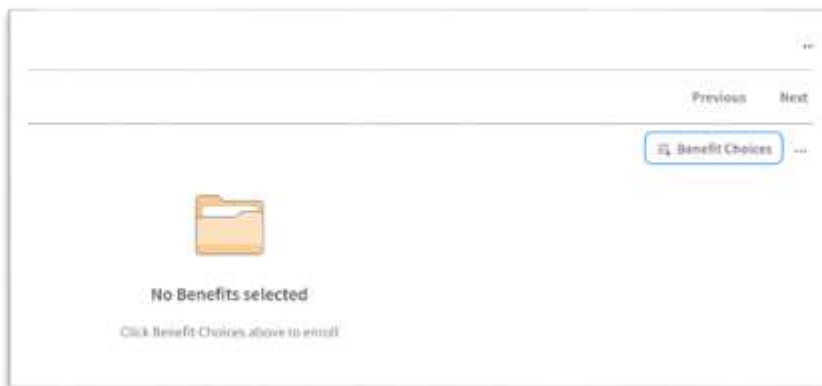 ...
Previous Next
Benefit Choices ...
No Benefits selected
Click Benefit Choices above to enroll